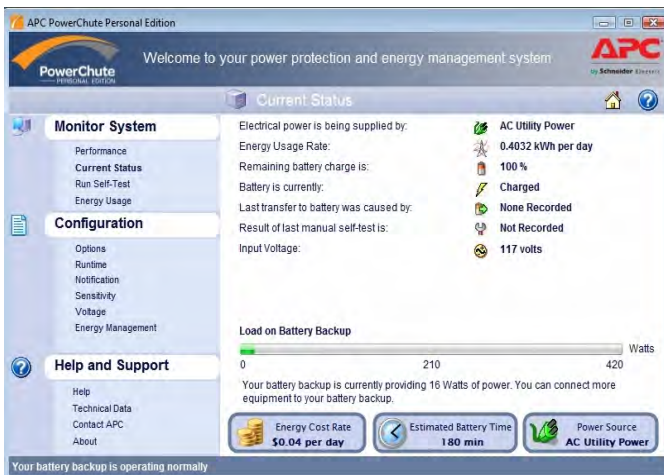 APC PowerChute Personal Edition
PowerChute
PERSONAL EDITION
Welcome to your power protection and energy management system
APC
by Schneider Electric
Current Status
Monitor System
Performance
Current Status
Run Self-Test
Energy Usage
Configuration
Options
Runtime
Notification
Sensitivity
Voltage
Energy Management
Help and Support
Help
Technical Data
Contact APC
About
Electrical power is being supplied by: AC Utility Power
Energy Usage Rate: 0.4032 kWh per day
Remaining battery charge is: 100 %
Battery is currently: Charged
Last transfer to battery was caused by: None Recorded
Result of last manual self-test is: Not Recorded
Input Voltage: 117 volts
Load on Battery Backup
Watts
0 210 420
Your battery backup is currently providing 16 Watts of power. You can connect more
equipment to your battery backup.
Energy Cost Rate
$0.04 per day
Estimated Battery Time
180 min
Power Source
AC Utility Power
Your battery backup is operating normally